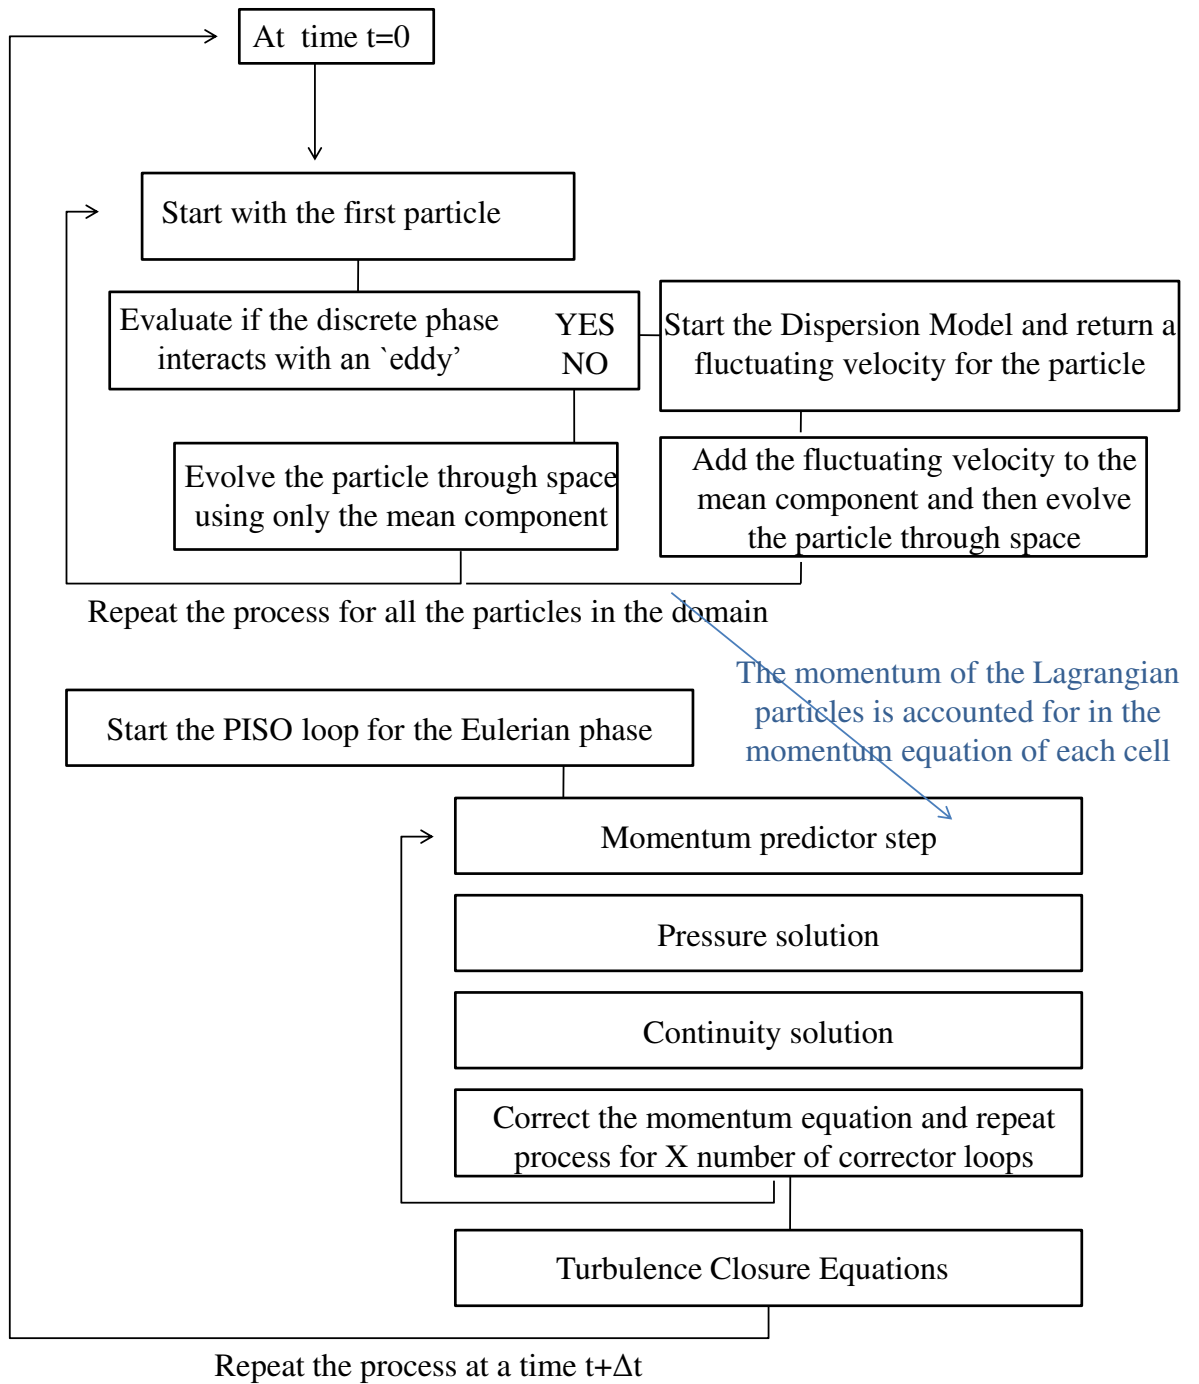 At time t=0
Start with the first particle
Evaluate if the discrete phase
interacts with an `eddy’
YES
NO
Start the Dispersion Model and return a
fluctuating velocity for the particle
Evolve the particle through space
using only the mean component
Add the fluctuating velocity to the
mean component and then evolve
the particle through space
Repeat the process for all the particles in the domain
The momentum of the Lagrangian
particles is accounted for in the
momentum equation of each cell
Start the PISO loop for the Eulerian phase
Momentum predictor step
Pressure solution
Continuity solution
Correct the momentum equation and repeat
process for X number of corrector loops
Turbulence Closure Equations
Repeat the process at a time t+Δt